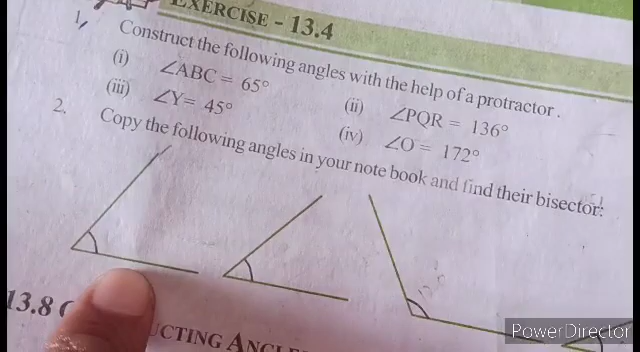 EXERCISE - 13.4
1, Construct the following angles with the help of a protractor.
(i) ∠ABC = 65° (ii) ∠PQR = 136°
(iii) ∠Y= 45° (iv) ∠O = 172°
2. Copy the following angles in your note book and find their bisector:
13.8
UCTING
PowerDirector